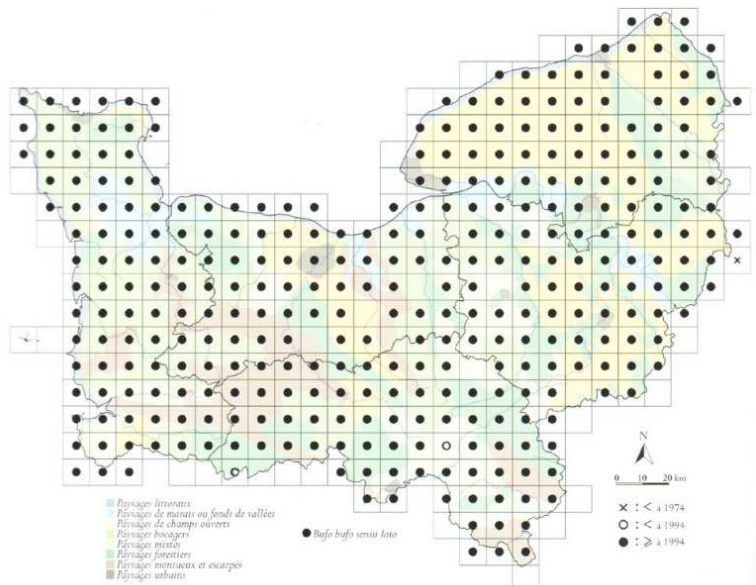 Paysages littoraux
Paysages de marais ou fonds de vallées
Paysages de champs ouverts
Paysages bocagers
Paysages mixtes
Paysages forestiers
Paysages montueux et escarpés
Paysages urbains
Bufo bufo sensu lato
N
0 10 20 km
× : < à 1974
○ : < à 1994
● : ⩾ à 1994